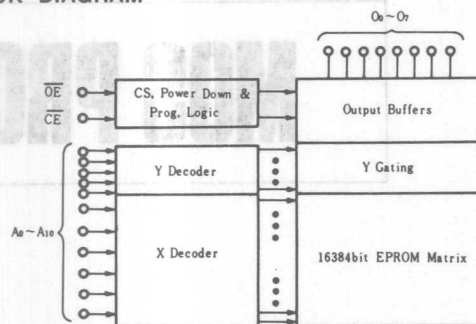 DIAGRAM
O₀~O₇
OE
CE
CS, Power Down &
Prog, Logic
Output Buffers
Y Decoder
Y Gating
A₀~A₁₀
X Decoder
16384bit EPROM Matrix